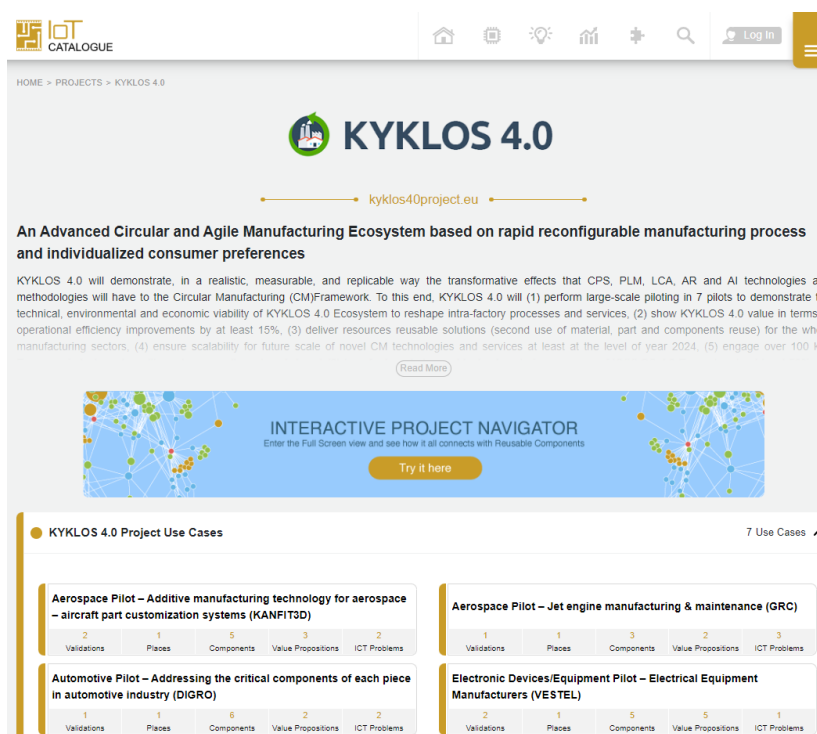 IoT
CATALOGUE
Log In
HOME > PROJECTS > KYKLOS 4.0
KYKLOS 4.0
kyklos40project.eu
An Advanced Circular and Agile Manufacturing Ecosystem based on rapid reconfigurable manufacturing process
and individualized consumer preferences
KYKLOS 4.0 will demonstrate, in a realistic, measurable, and replicable way the transformative effects that CPS, PLM, LCA, AR and AI technologies
methodologies will have to the Circular Manufacturing (CM)Framework. To this end, KYKLOS 4.0 will (1) perform large-scale piloting in 7 pilots to demonstrate
technical, environmental and economic viability of KYKLOS 4.0 Ecosystem to reshape intra-factory processes and services, (2) show KYKLOS 4.0 value in terms
operational efficiency improvements by at least 15%, (3) deliver resources reusable solutions (second use of material, part and components reuse) for the
manufacturing sectors, (4) ensure scalability for future scale of novel CM technologies and services at least at the level of year 2024, (5) engage over 100
(Read More)
INTERACTIVE PROJECT NAVIGATOR
Enter the Full Screen view and see how it all connects with Reusable Components
Try it here
KYKLOS 4.0 Project Use Cases
7 Use Cases
Aerospace Pilot – Additive manufacturing technology for aerospace
– aircraft part customization systems (KANFIT3D)
2 1 5 3 2
Validations Places Components Value Propositions ICT Problems
Aerospace Pilot – Jet engine manufacturing & maintenance (GRC)
1 1 3 2 3
Validations Places Components Value Propositions ICT Problems
Automotive Pilot – Addressing the critical components of each piece
in automotive industry (DIGRO)
1 1 6 2 2
Validations Places Components Value Propositions ICT Problems
Electronic Devices/Equipment Pilot – Electrical Equipment
Manufacturers (VESTEL)
2 1 5 5 1
Validations Places Components Value Propositions ICT Problems